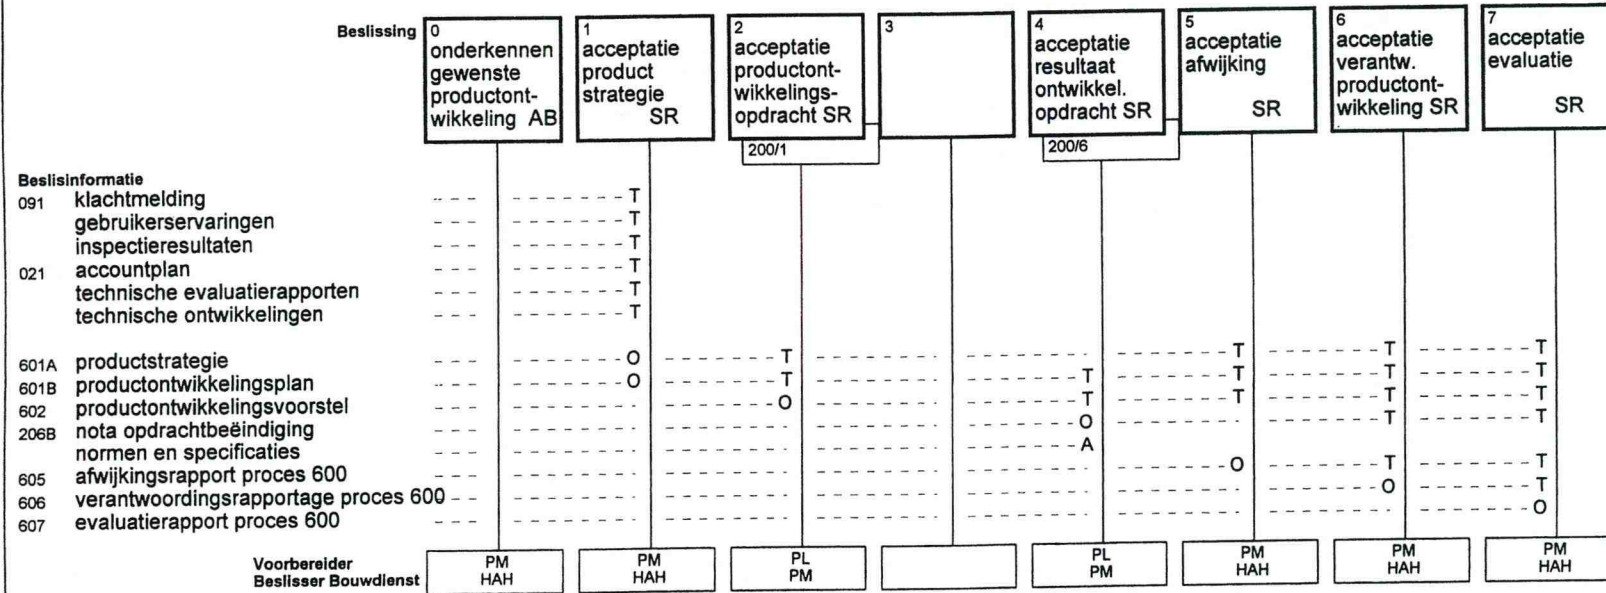 Beslissing
0
onderkennen
gewenste
productont-
wikkeling AB
1
acceptatie
product
strategie
SR
2
acceptatie
productont-
wikkelings-
opdracht SR
200/1
3
4
acceptatie
resultaat
ontwikkel.
opdracht SR
200/6
5
acceptatie
afwijking
SR
6
acceptatie
verantw.
productont-
wikkeling SR
7
acceptatie
evaluatie
SR
Beslisinformatie
091 klachtmelding T
gebruikerservaringen T
inspectieresultaten T
021 accountplan T
technische evaluatierapporten T
technische ontwikkelingen T
601A productstrategie O T T T T
601B productontwikkelingsplan O T T T T T
602 productontwikkelingsvoorstel O T T T T
206B nota opdrachtbeëindiging O T T
normen en specificaties A
605 afwijkingsrapport proces 600 O T T
606 verantwoordingsrapportage proces 600 O T
607 evaluatierapport proces 600 O
Voorbereider PM PM PL PL PM PM PM
Beslisser Bouwdienst HAH HAH PM PM HAH HAH HAH